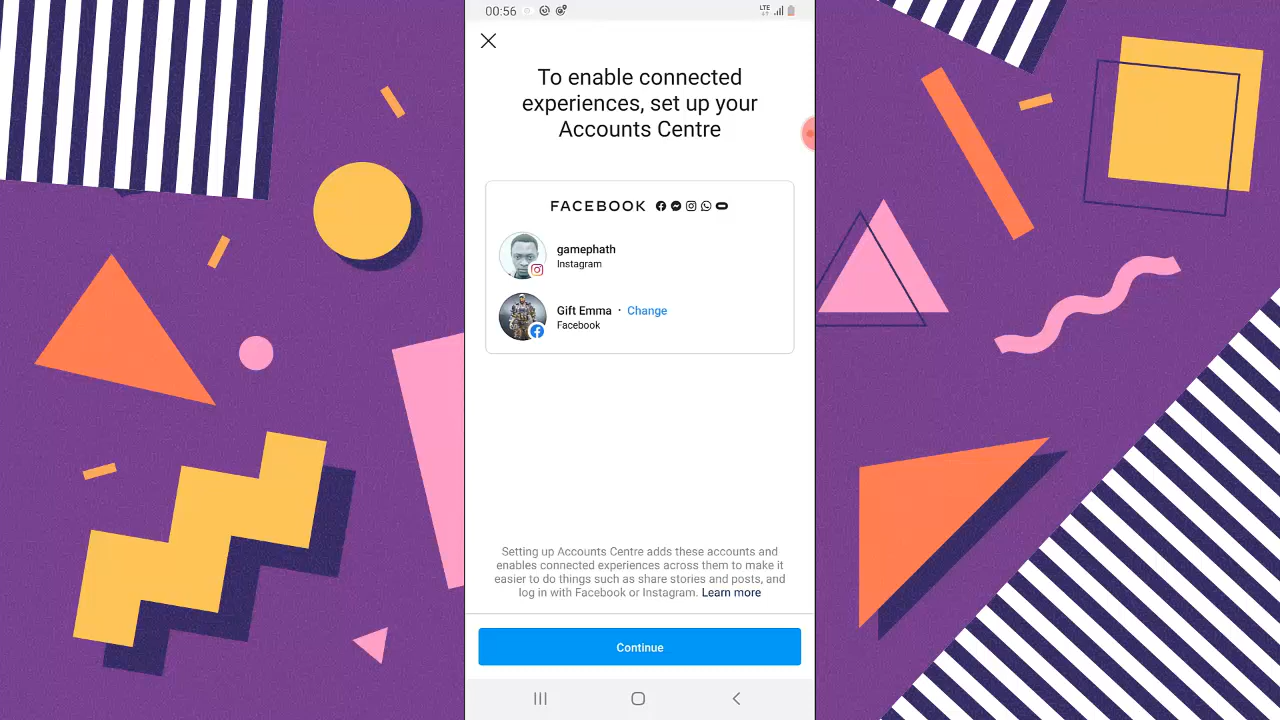 00:56
LTE
To enable connected
experiences, set up your
Accounts Centre
FACEBOOK
gamephath
Instagram
Gift Emma · Change
Facebook
Setting up Accounts Centre adds these accounts and
enables connected experiences across them to make it
easier to do things such as share stories and posts, and
log in with Facebook or Instagram. Learn more
Continue